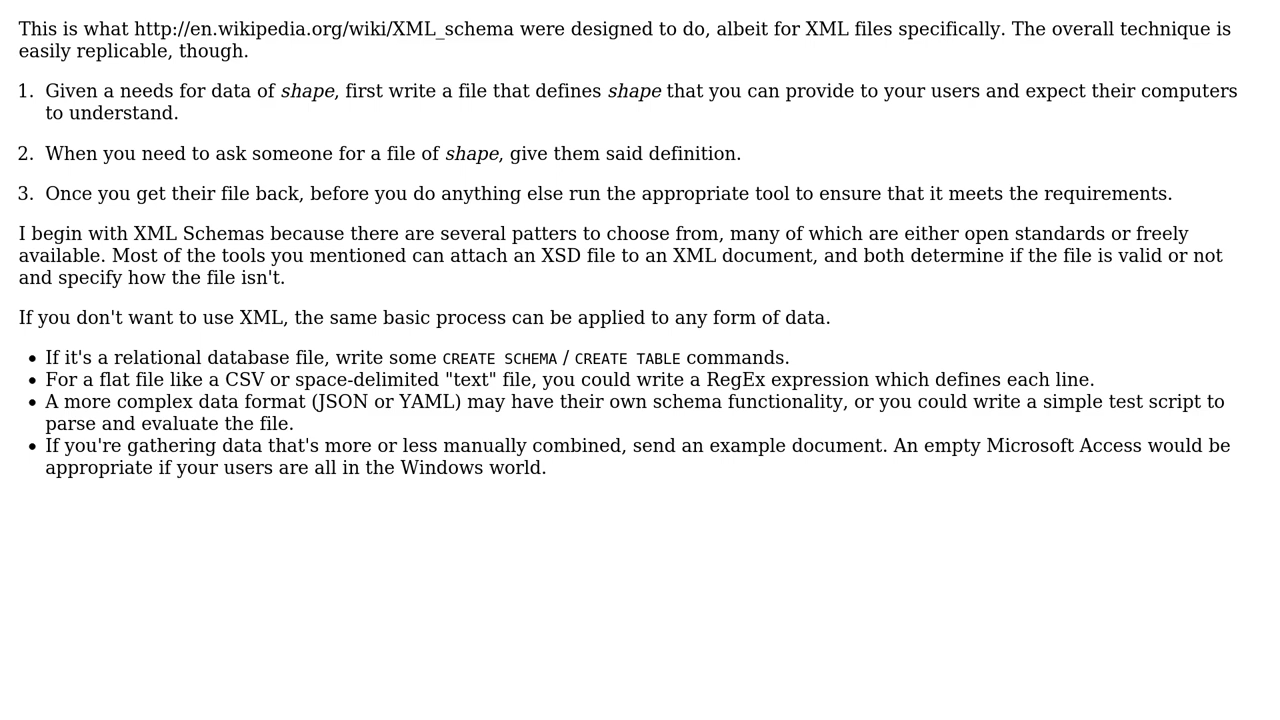 This is what http://en.wikipedia.org/wiki/XML_schema were designed to do, albeit for XML files specifically. The overall technique is
easily replicable, though.
1. Given a needs for data of shape, first write a file that defines shape that you can provide to your users and expect their computers
to understand.
2. When you need to ask someone for a file of shape, give them said definition.
3. Once you get their file back, before you do anything else run the appropriate tool to ensure that it meets the requirements.
I begin with XML Schemas because there are several patters to choose from, many of which are either open standards or freely
available. Most of the tools you mentioned can attach an XSD file to an XML document, and both determine if the file is valid or not
and specify how the file isn't.
If you don't want to use XML, the same basic process can be applied to any form of data.
• If it's a relational database file, write some CREATE SCHEMA / CREATE TABLE commands.
• For a flat file like a CSV or space-delimited "text" file, you could write a RegEx expression which defines each line.
• A more complex data format (JSON or YAML) may have their own schema functionality, or you could write a simple test script to
parse and evaluate the file.
• If you're gathering data that's more or less manually combined, send an example document. An empty Microsoft Access would be
appropriate if your users are all in the Windows world.